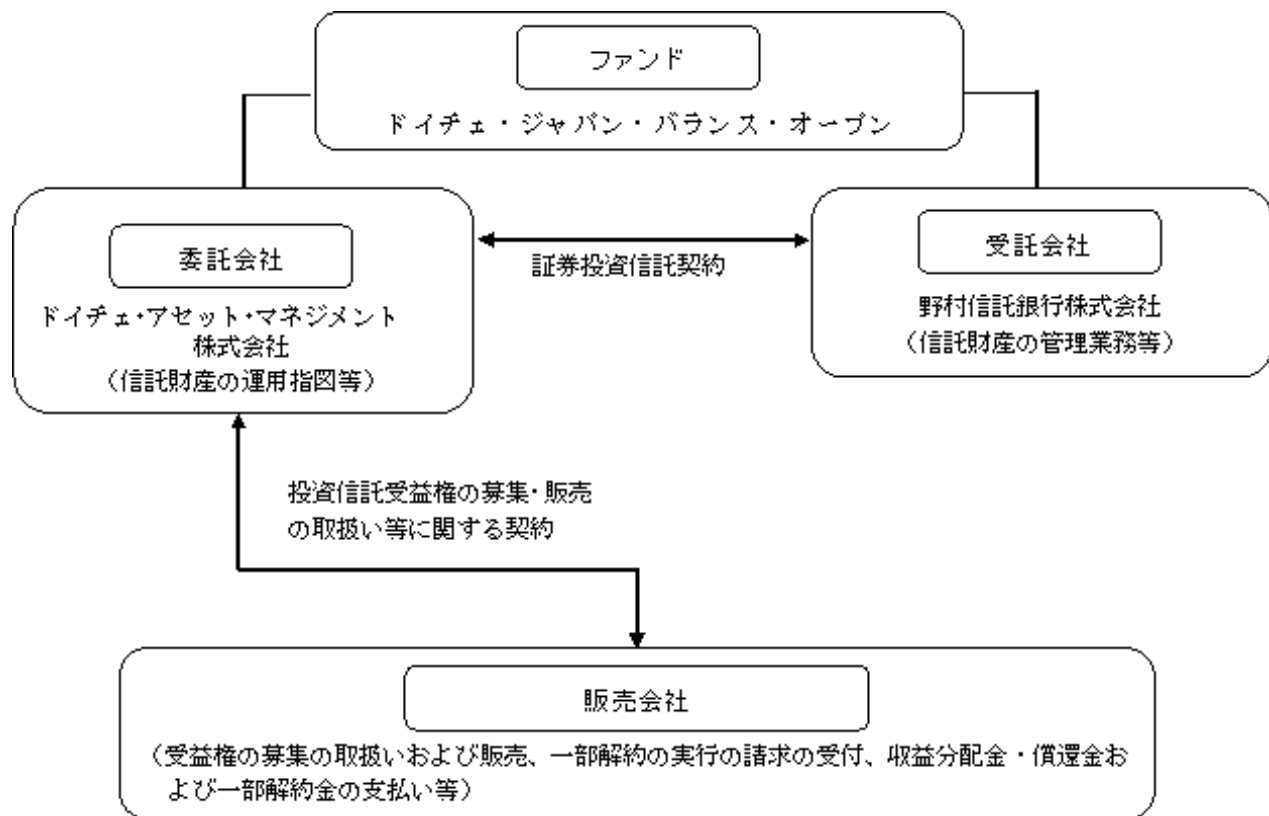 ファンド
ドイチェ・ジャパン・バランス・オープン
委託会社
ドイチェ・アセット・マネジメント
株式会社
（信託財産の運用指図等）
証券投資信託契約
受託会社
野村信託銀行株式会社
（信託財産の管理業務等）
投資信託受益権の募集・販売
の取扱い等に関する契約
販売会社
（受益権の募集の取扱いおよび販売、一部解約の実行の請求の受付、収益分配金・償還金お
よび一部解約金の支払い等）